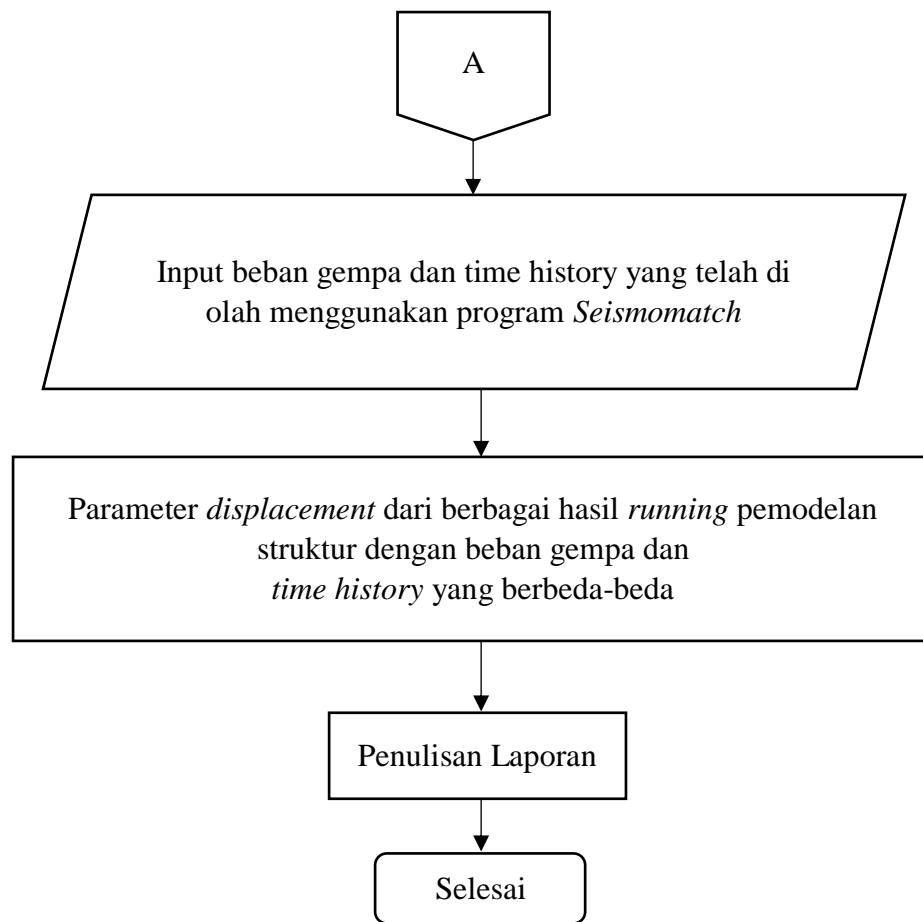 A
Input beban gempa dan time history yang telah di
olah menggunakan program Seismomatch
Parameter displacement dari berbagai hasil running pemodelan
struktur dengan beban gempa dan
time history yang berbeda-beda
Penulisan Laporan
Selesai